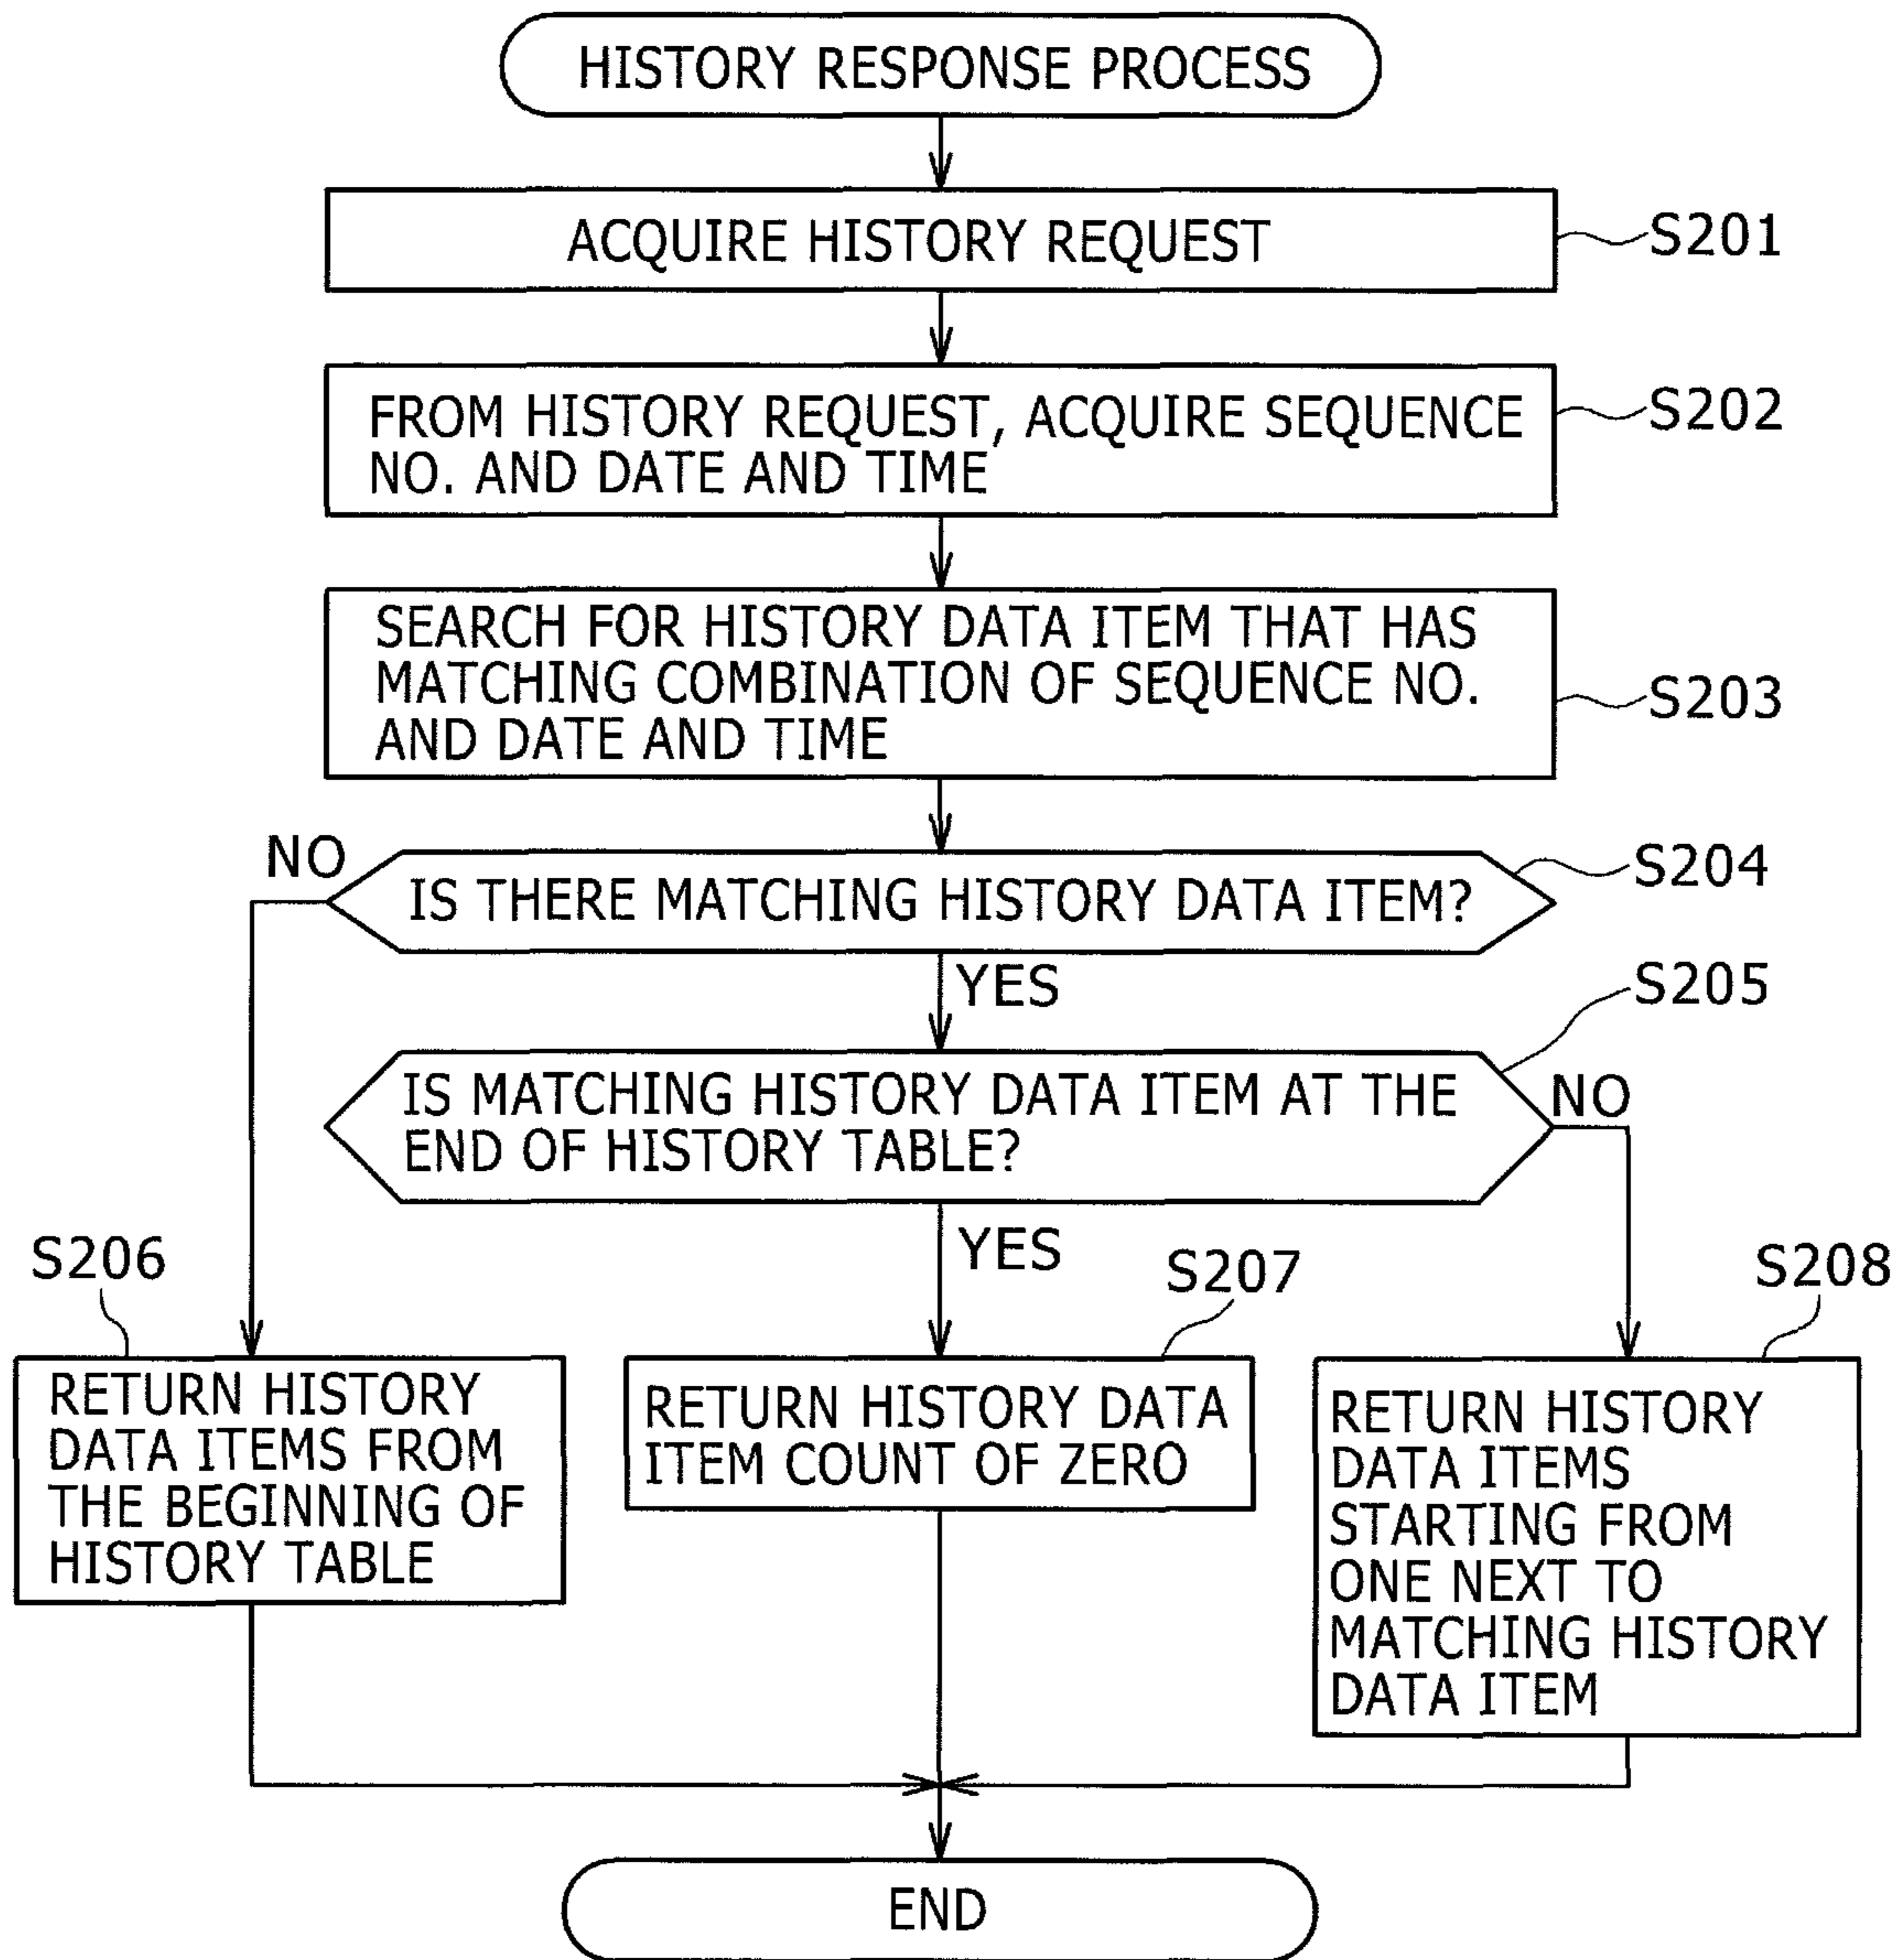 HISTORY RESPONSE PROCESS
ACQUIRE HISTORY REQUEST
S201
FROM HISTORY REQUEST, ACQUIRE SEQUENCE
NO. AND DATE AND TIME
S202
SEARCH FOR HISTORY DATA ITEM THAT HAS
MATCHING COMBINATION OF SEQUENCE NO.
AND DATE AND TIME
S203
NO
IS THERE MATCHING HISTORY DATA ITEM?
S204
YES
S205
IS MATCHING HISTORY DATA ITEM AT THE
END OF HISTORY TABLE?
NO
YES
S206
RETURN HISTORY
DATA ITEMS FROM
THE BEGINNING OF
HISTORY TABLE
S207
RETURN HISTORY DATA
ITEM COUNT OF ZERO
S208
RETURN HISTORY
DATA ITEMS
STARTING FROM
ONE NEXT TO
MATCHING HISTORY
DATA ITEM
END